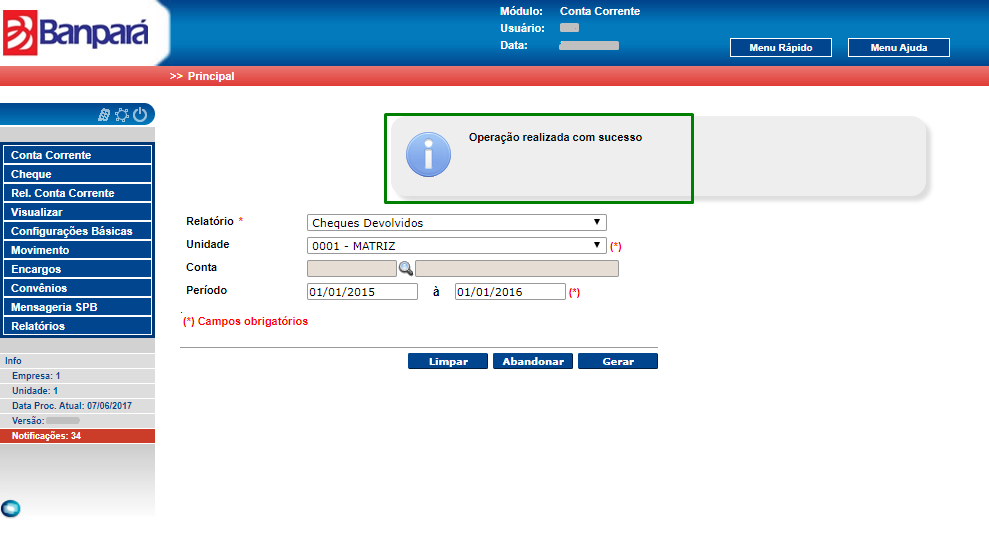 Banpará
Módulo: Conta Corrente
Usuário:
Data:
Menu Rápido Menu Ajuda
>> Principal
Conta Corrente
Cheque
Rel. Conta Corrente
Visualizar
Configurações Básicas
Movimento
Encargos
Convênios
Mensageria SPB
Relatórios
Info
Empresa: 1
Unidade: 1
Data Proc. Atual: 07/06/2017
Versão:
Notificações: 34
Operação realizada com sucesso
Relatório * Cheques Devolvidos
Unidade 0001 - MATRIZ (*)
Conta
Período 01/01/2015 à 01/01/2016 (*)
(*) Campos obrigatórios
Limpar Abandonar Gerar